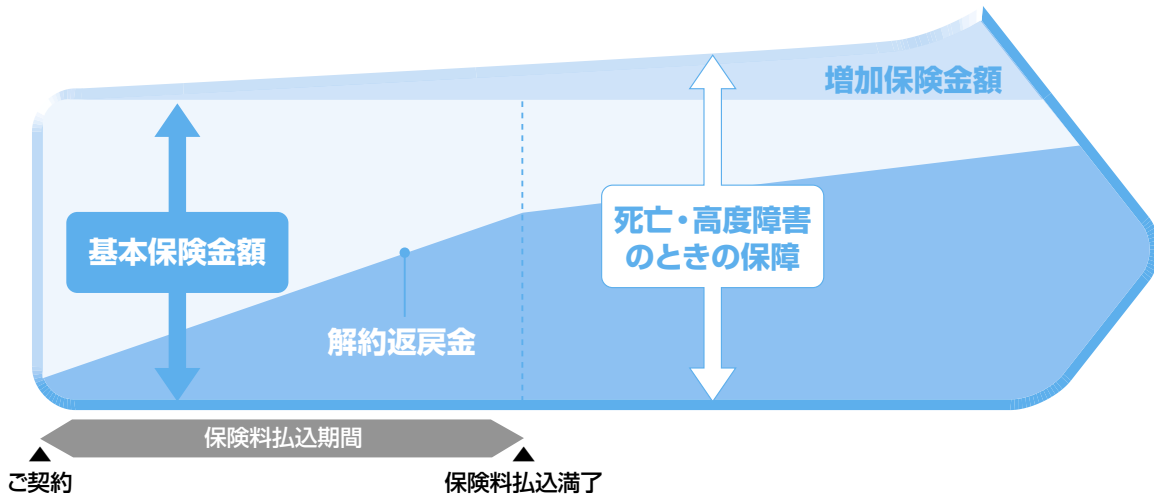 増加保険金額
基本保険金額
死亡・高度障害
のときの保障
解約返戻金
保険料払込期間
ご契約
保険料払込満了